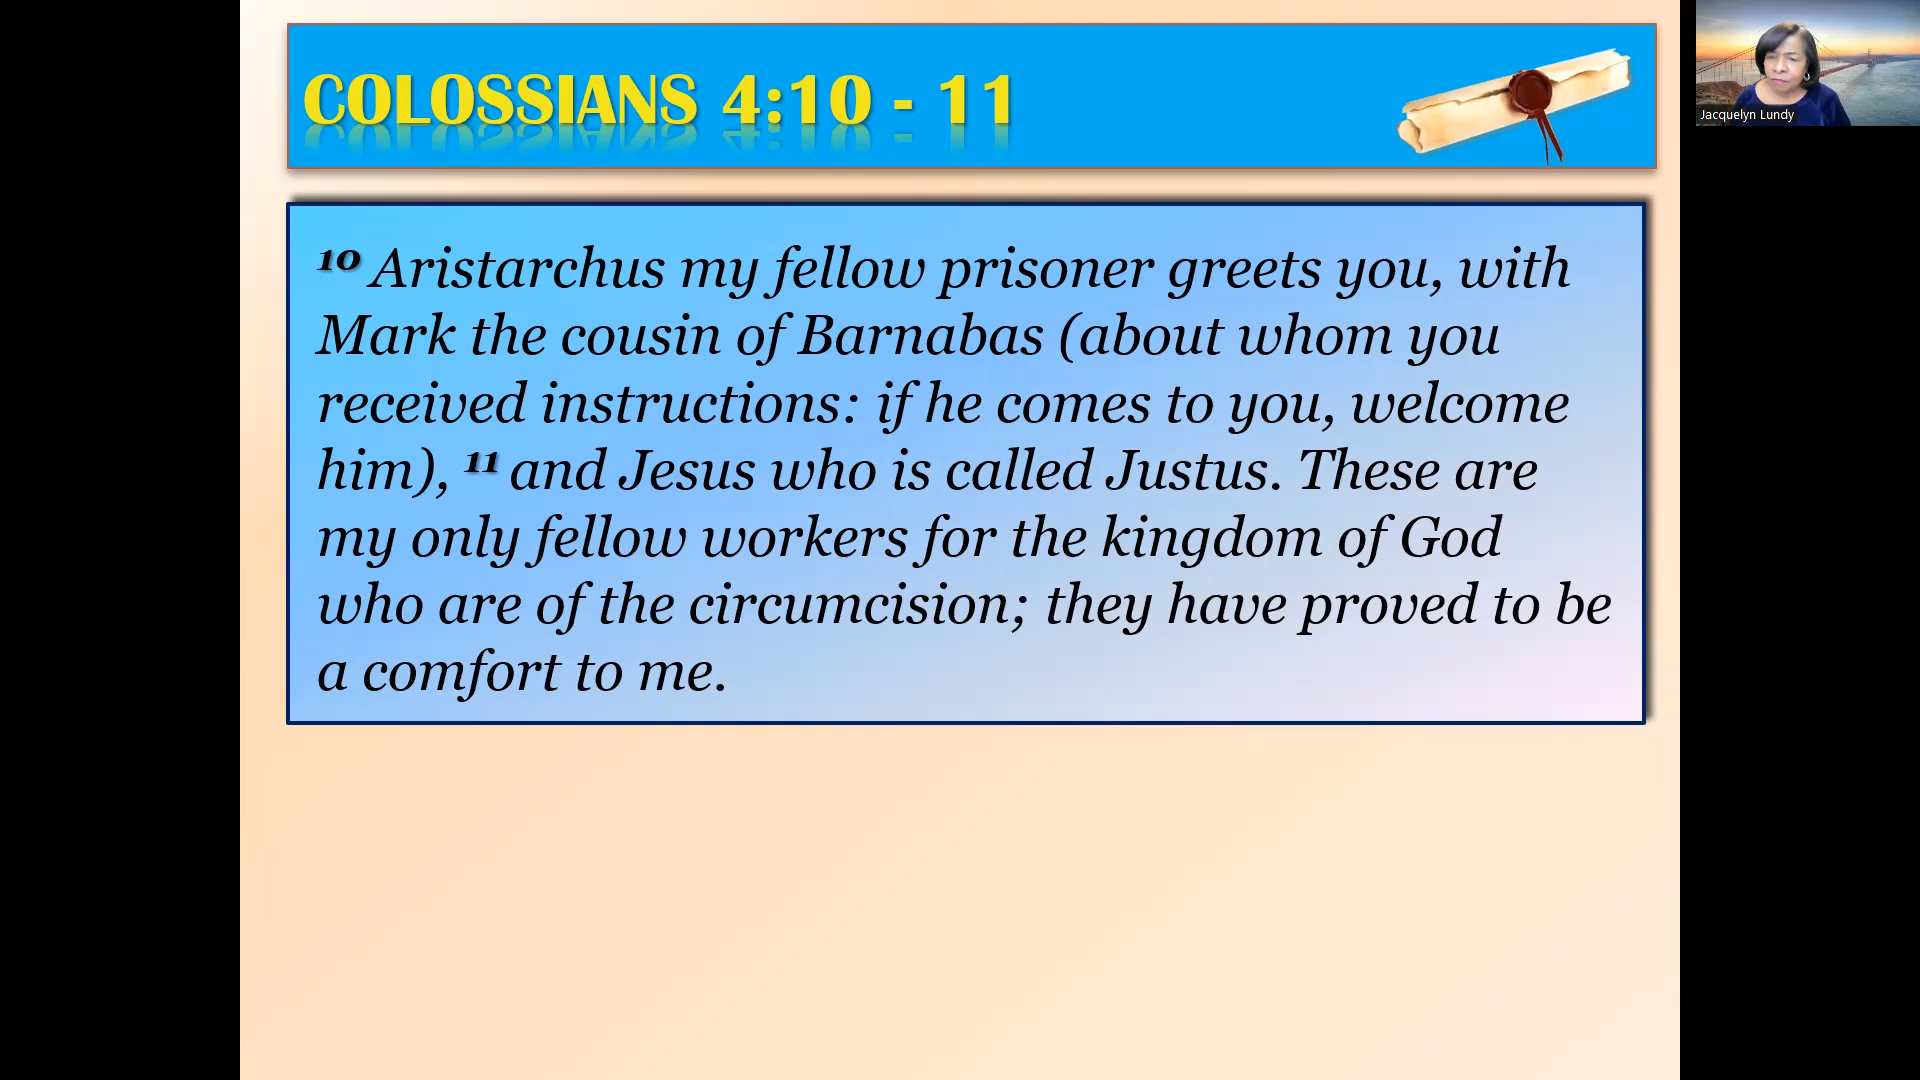 COLOSSIANS 4:10 - 11
Jacquelyn Lundy
10 Aristarchus my fellow prisoner greets you, with
Mark the cousin of Barnabas (about whom you
received instructions: if he comes to you, welcome
him), 11 and Jesus who is called Justus. These are
my only fellow workers for the kingdom of God
who are of the circumcision; they have proved to be
a comfort to me.